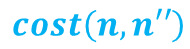 cost(n, n′′)